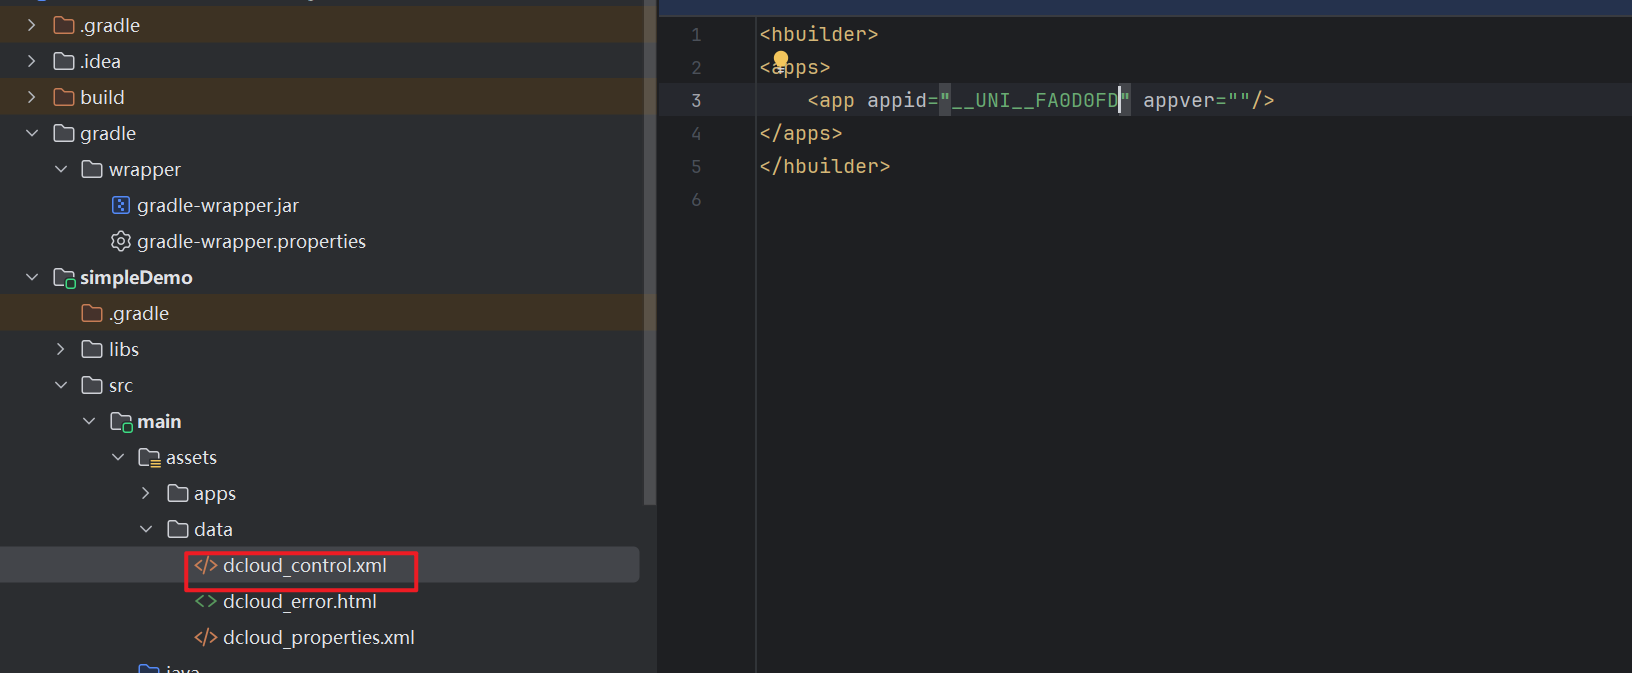 .gradle
.idea
build
gradle
wrapper
gradle-wrapper.jar
gradle-wrapper.properties
simpleDemo
.gradle
libs
src
main
assets
apps
data
dcloud_control.xml
dcloud_error.html
dcloud_properties.xml
java
1 <hbuilder>
2 <apps>
3 <app appid="__UNI__FA0D0FD" appver=""/>
4 </apps>
5 </hbuilder>
6